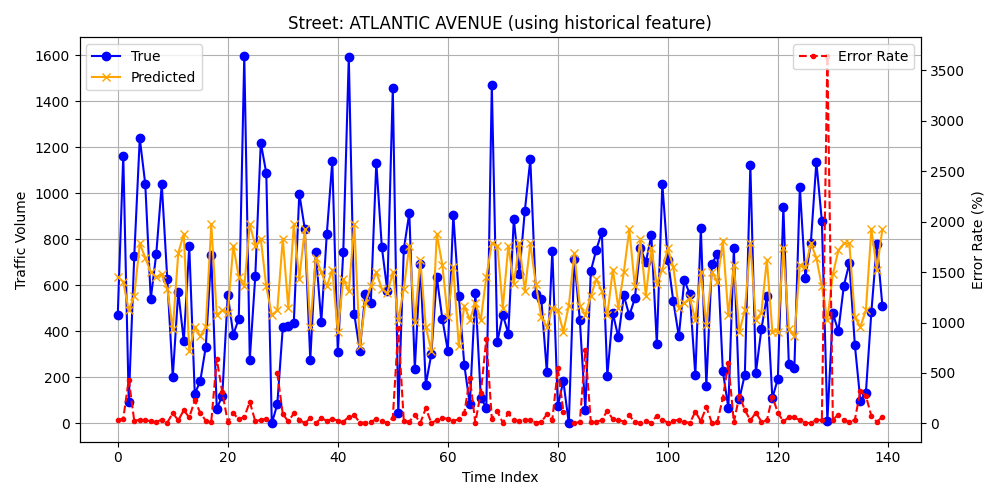 Street: ATLANTIC AVENUE (using historical feature)
True
Predicted
Error Rate
1600
1400
1200
1000
800
600
400
200
0
Traffic Volume
3500
3000
2500
2000
1500
1000
500
0
Error Rate (%)
0 20 40 60 80 100 120 140
Time Index